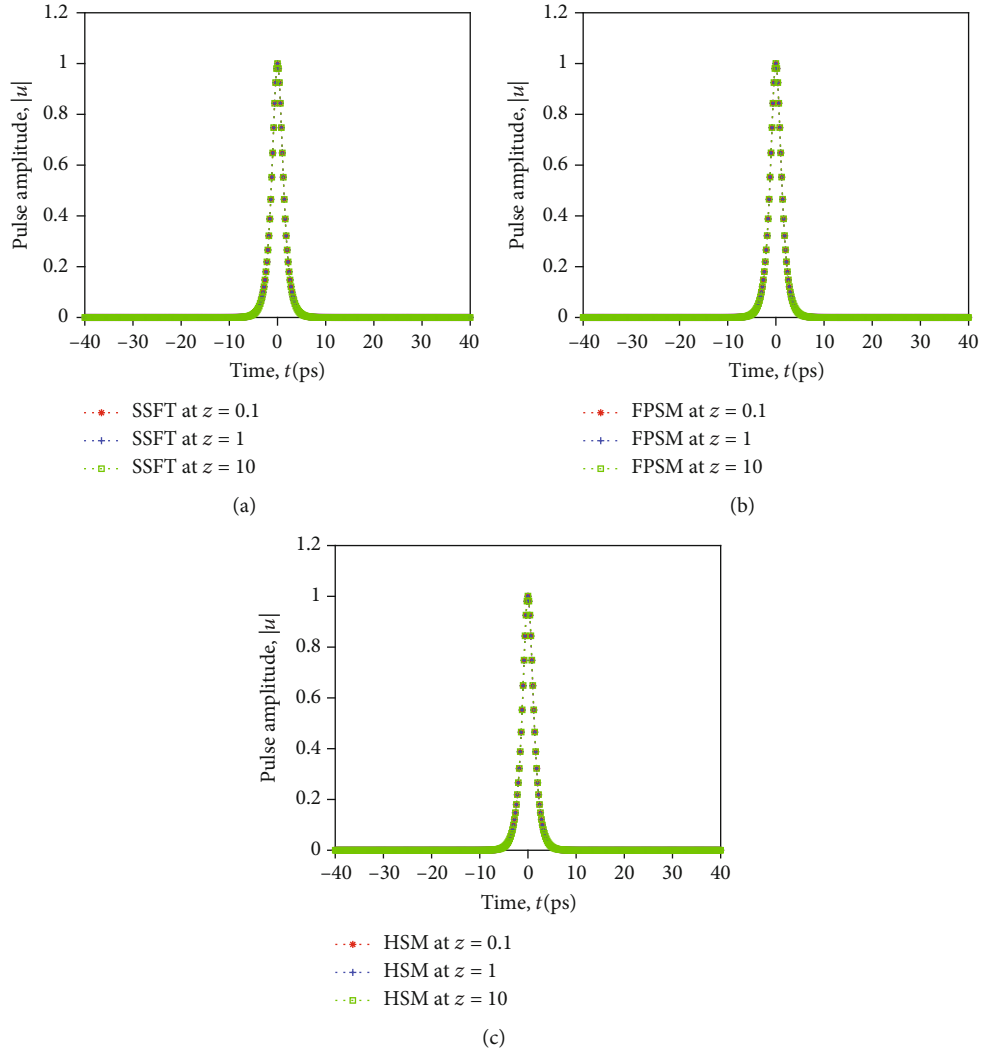 1.2
1
0.8
0.6
0.4
0.2
0
Pulse amplitude, |u|
−40 −30 −20 −10 0 10 20 30 40
Time, t(ps)
SSFT at z = 0.1
SSFT at z = 1
SSFT at z = 10
(a)
1.2
1
0.8
0.6
0.4
0.2
0
Pulse amplitude, |u|
−40 −30 −20 −10 0 10 20 30 40
Time, t(ps)
FPSM at z = 0.1
FPSM at z = 1
FPSM at z = 10
(b)
1.2
1
0.8
0.6
0.4
0.2
0
Pulse amplitude, |u|
−40 −30 −20 −10 0 10 20 30 40
Time, t(ps)
HSM at z = 0.1
HSM at z = 1
HSM at z = 10
(c)